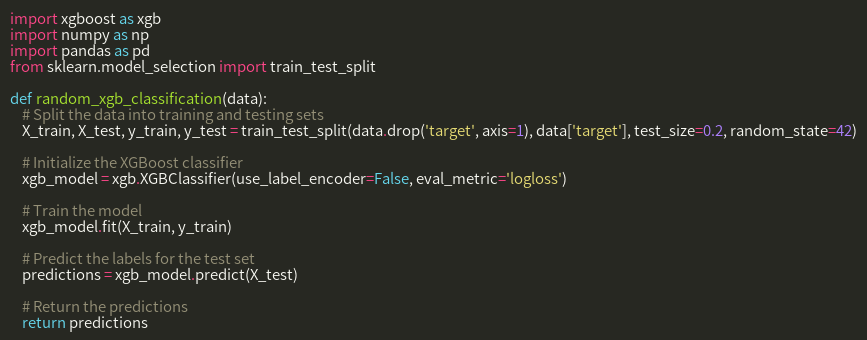 import xgboost as xgb
import numpy as np
import pandas as pd
from sklearn.model_selection import train_test_split

def random_xgb_classification(data):
    # Split the data into training and testing sets
    X_train, X_test, y_train, y_test = train_test_split(data.drop('target', axis=1), data['target'], test_size=0.2, random_state=42)

    # Initialize the XGBoost classifier
    xgb_model = xgb.XGBClassifier(use_label_encoder=False, eval_metric='logloss')

    # Train the model
    xgb_model.fit(X_train, y_train)

    # Predict the labels for the test set
    predictions = xgb_model.predict(X_test)

    # Return the predictions
    return predictions